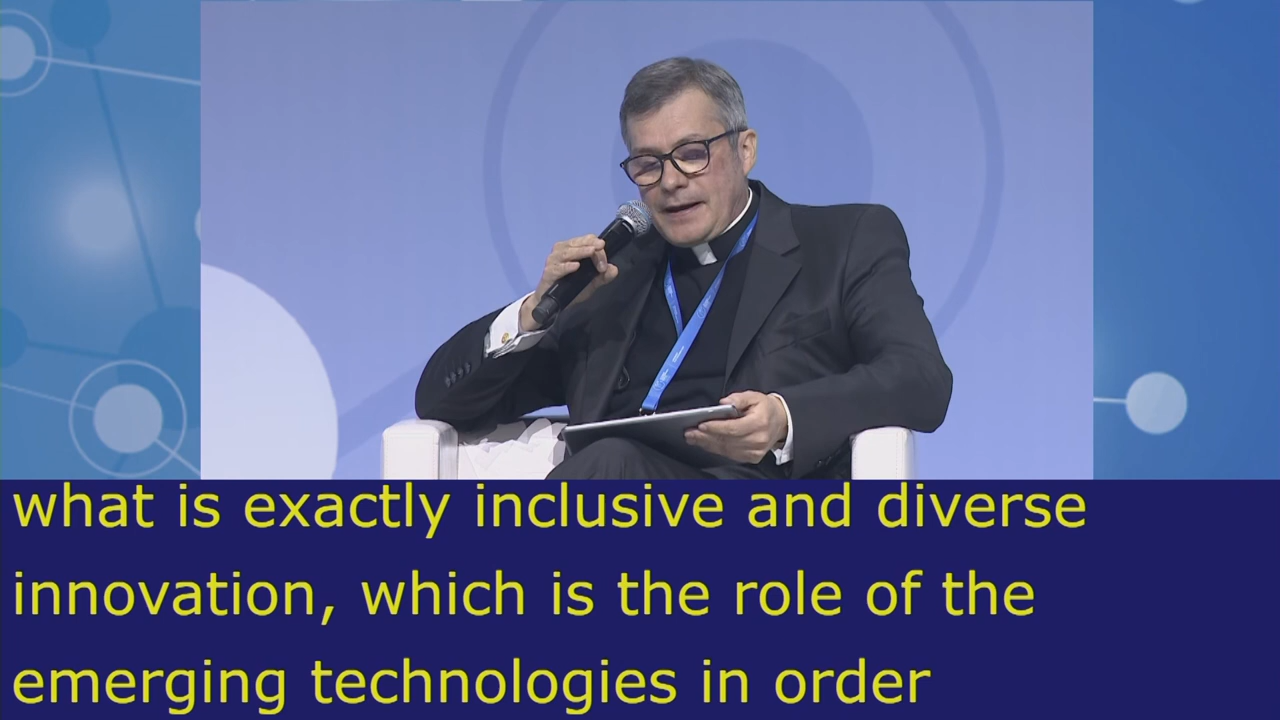 what is exactly inclusive and diverse
innovation, which is the role of the
emerging technologies in order